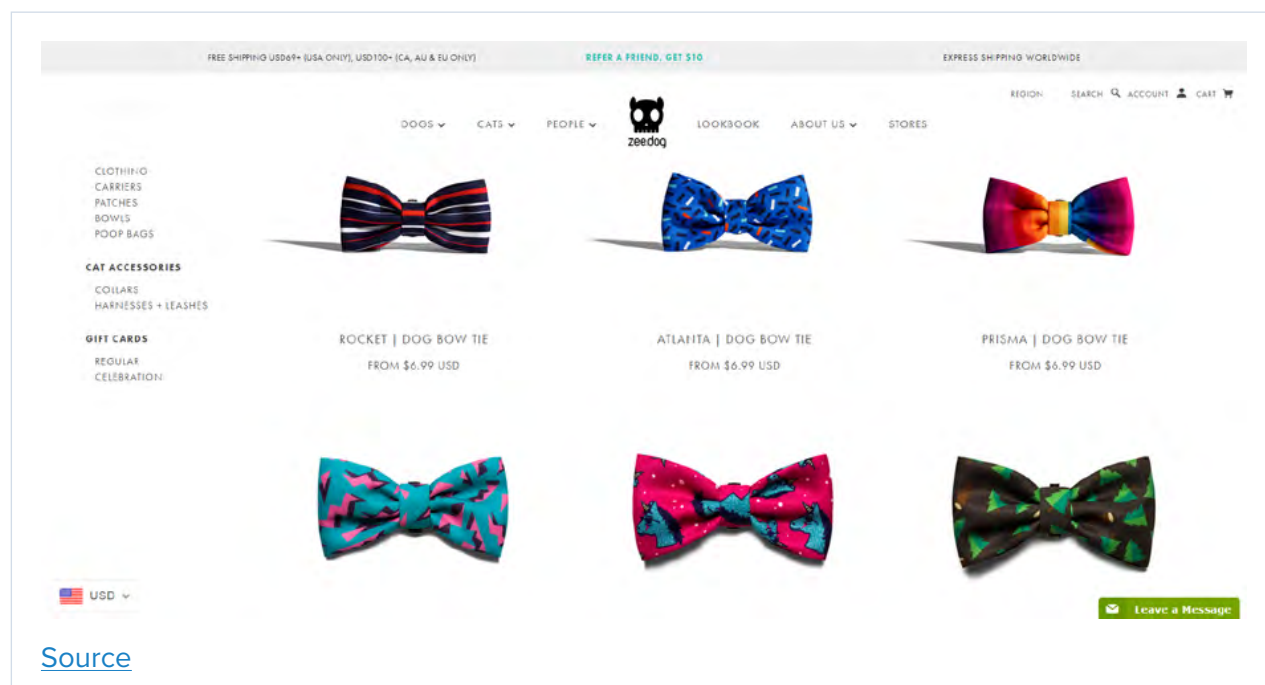 FREE SHIPPING USD69+ (USA ONLY), USD100+ (CA, AU & EU ONLY)
REFER A FRIEND, GET $10
EXPRESS SHIPPING WORLDWIDE
REGION SEARCH ACCOUNT CART
DOGS CATS PEOPLE LOOKBOOK ABOUT US STORES
zee.dog
CLOTHING
CARRIERS
PATCHES
BOWLS
POOP BAGS
CAT ACCESSORIES
COLLARS
HARNESSES + LEASHES
GIFT CARDS
REGULAR
CELEBRATION
ROCKET | DOG BOW TIE
FROM $6.99 USD
ATLANTA | DOG BOW TIE
FROM $6.99 USD
PRISMA | DOG BOW TIE
FROM $6.99 USD
USD
Leave a Message
Source